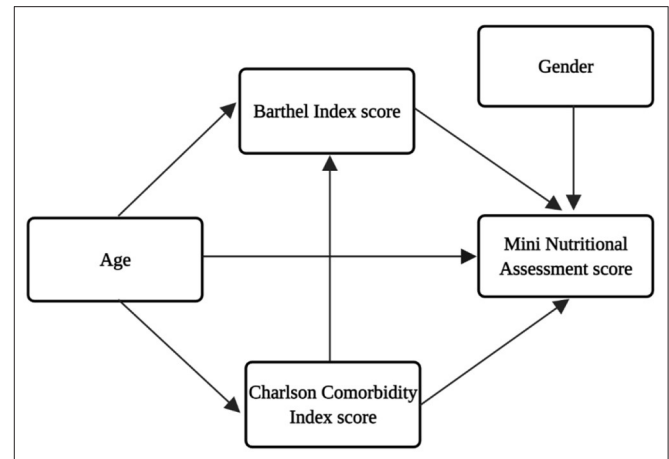 Gender
Barthel Index score
Age
Mini Nutritional
Assessment score
Charlson Comorbidity
Index score